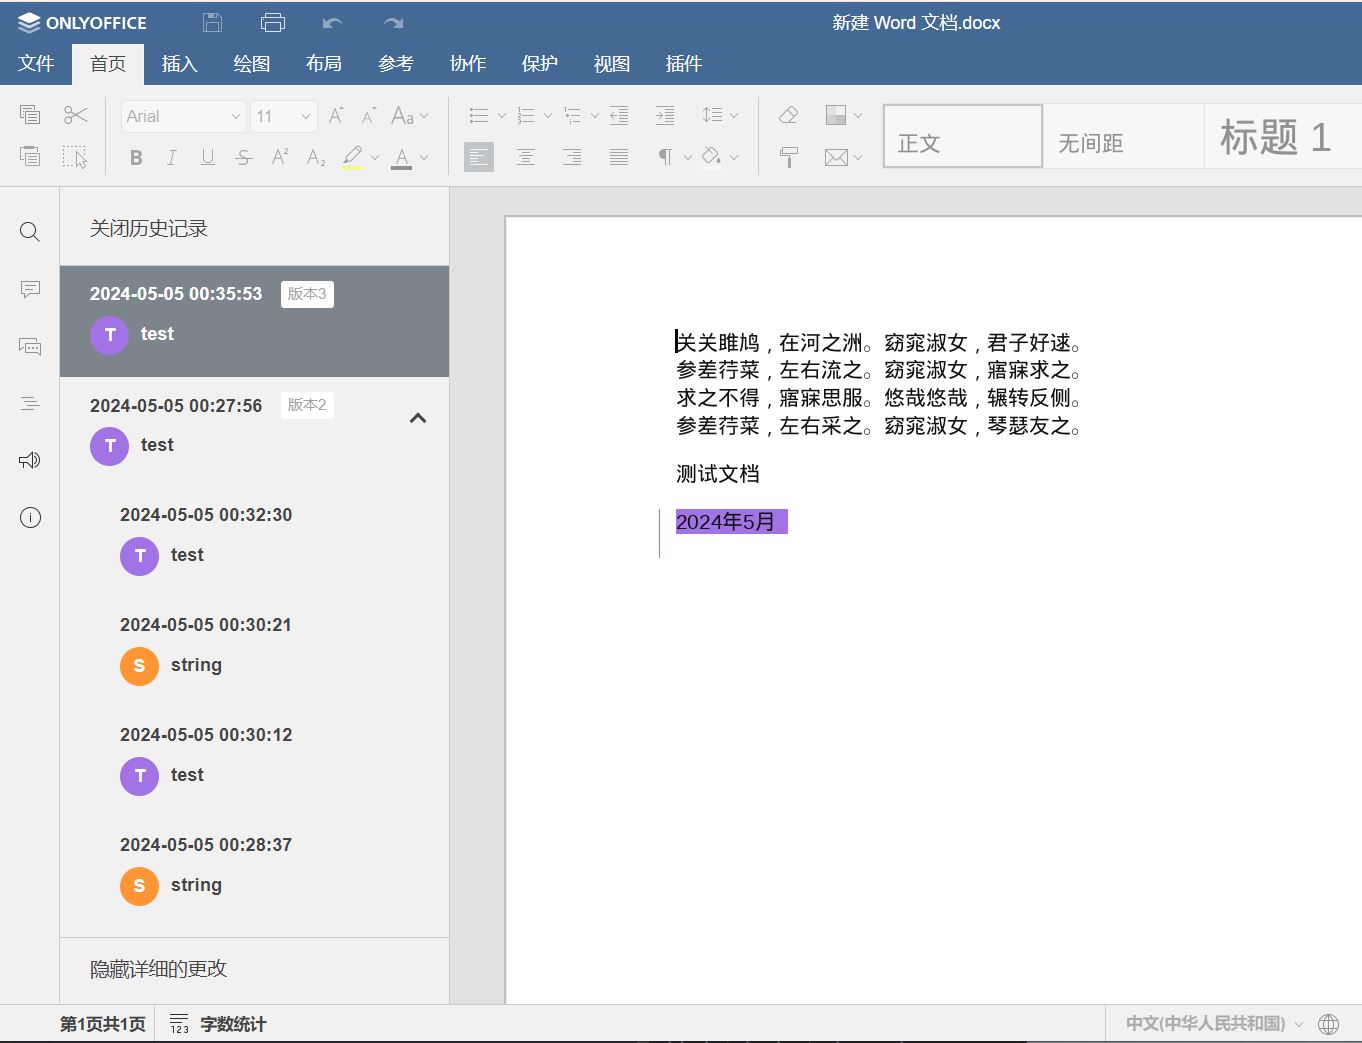 ONLYOFFICE
新建 Word 文档.docx
文件 首页 插入 绘图 布局 参考 协作 保护 视图 插件
Arial 11
正文 无间距 标题 1
关闭历史记录
2024-05-05 00:35:53 版本3
T test
2024-05-05 00:27:56 版本2
T test
2024-05-05 00:32:30
T test
2024-05-05 00:30:21
S string
2024-05-05 00:30:12
T test
2024-05-05 00:28:37
S string
隐藏详细的更改
关关雎鸠，在河之洲。窈窕淑女，君子好逑。
参差荇菜，左右流之。窈窕淑女，寤寐求之。
求之不得，寤寐思服。悠哉悠哉，辗转反侧。
参差荇菜，左右采之。窈窕淑女，琴瑟友之。
测试文档
2024年5月
第1页共1页 字数统计 中文(中华人民共和国)